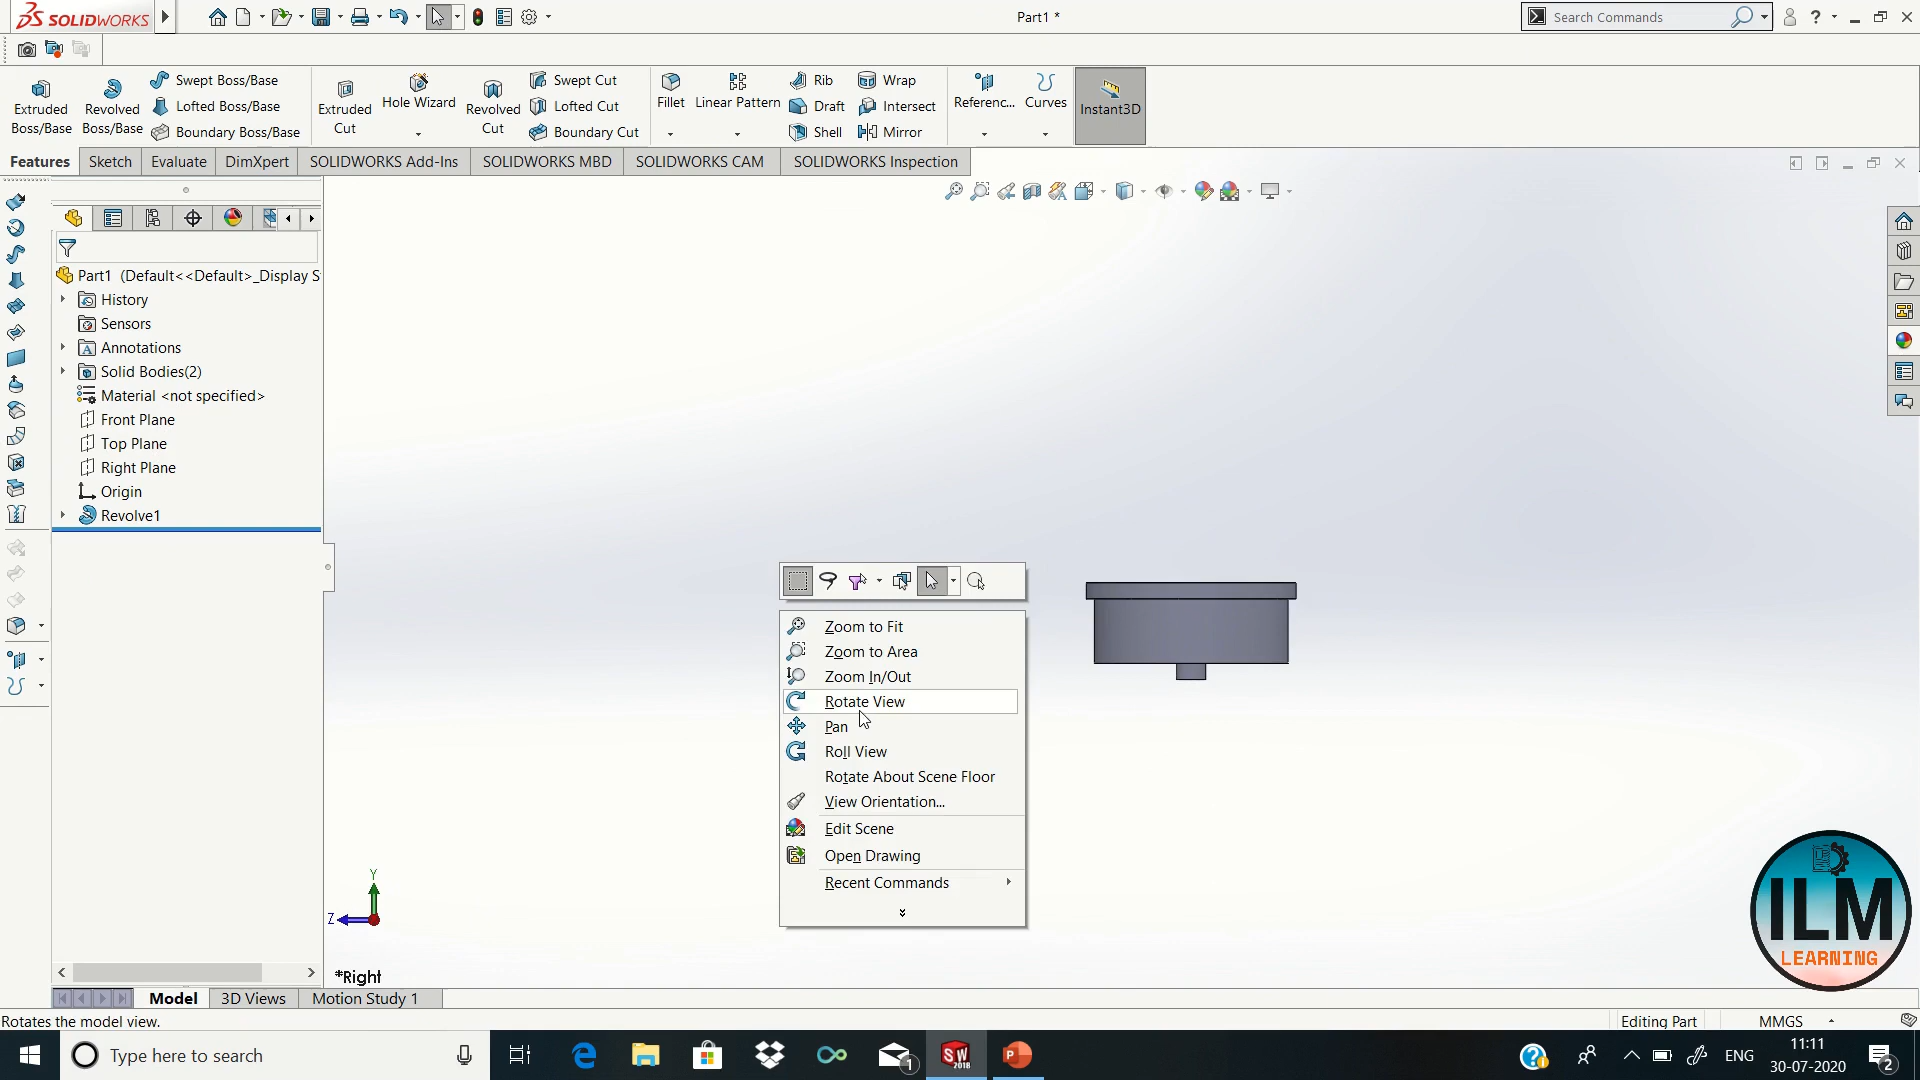 SOLIDWORKS
Part1 *
Search Commands
Extruded Boss/Base
Revolved Boss/Base
Swept Boss/Base
Lofted Boss/Base
Boundary Boss/Base
Extruded Cut
Hole Wizard
Revolved Cut
Swept Cut
Lofted Cut
Boundary Cut
Fillet
Linear Pattern
Rib
Draft
Shell
Wrap
Intersect
Mirror
Referenc...
Curves
Instant3D
Features
Sketch
Evaluate
DimXpert
SOLIDWORKS Add-Ins
SOLIDWORKS MBD
SOLIDWORKS CAM
SOLIDWORKS Inspection
Part1 (Default<<Default>_Display S
History
Sensors
Annotations
Solid Bodies(2)
Material <not specified>
Front Plane
Top Plane
Right Plane
Origin
Revolve1
Zoom to Fit
Zoom to Area
Zoom In/Out
Rotate View
Pan
Roll View
Rotate About Scene Floor
View Orientation...
Edit Scene
Open Drawing
Recent Commands
Y
Z
*Right
ILM
LEARNING
Model
3D Views
Motion Study 1
Rotates the model view.
Editing Part
MMGS
Type here to search
1
SW
2018
P
ENG
11:11
30-07-2020
2